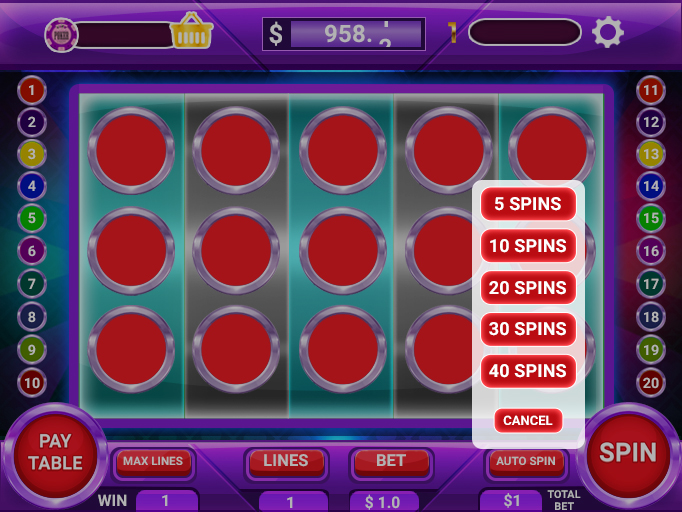 $ 958.
1
1
2
3
4
5
6
7
8
9
10
11
12
13
14
15
16
17
18
19
20
5 SPINS
10 SPINS
20 SPINS
30 SPINS
40 SPINS
CANCEL
PAY
TABLE
MAX LINES
LINES
BET
AUTO SPIN
SPIN
WIN 1
1
$ 1.0
$1
TOTAL
BET